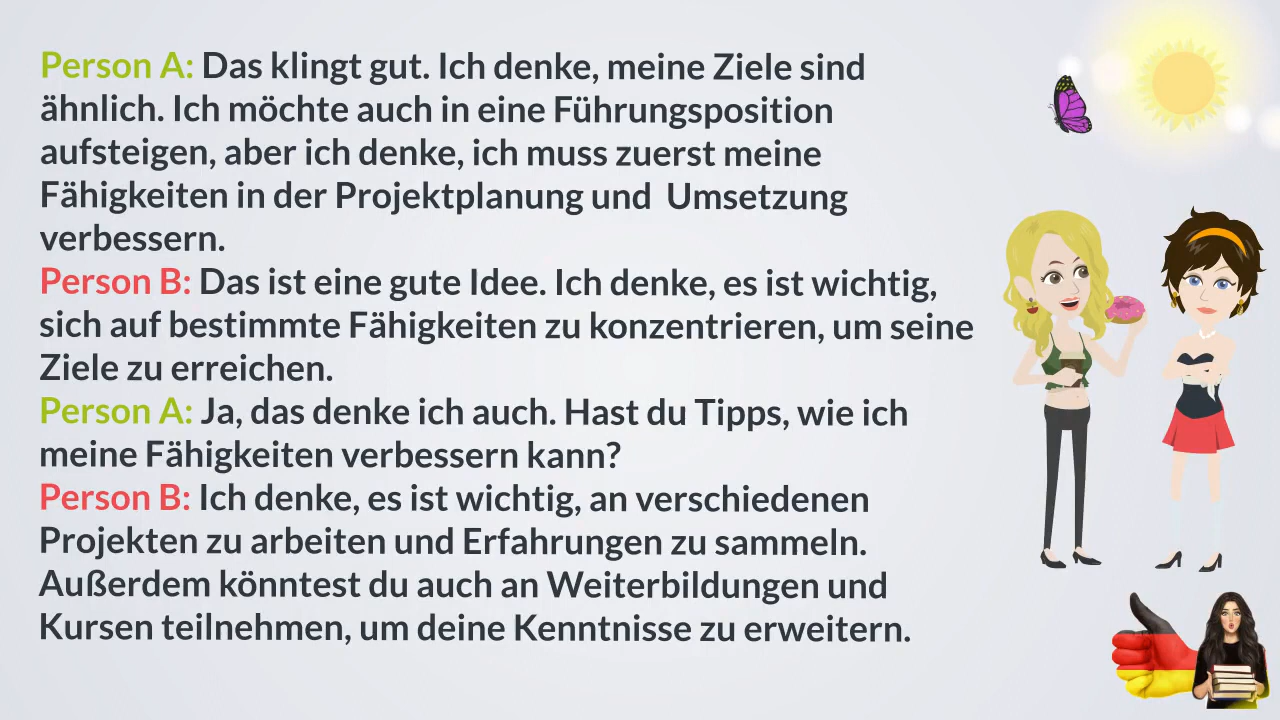 Person A: Das klingt gut. Ich denke, meine Ziele sind
ähnlich. Ich möchte auch in eine Führungsposition
aufsteigen, aber ich denke, ich muss zuerst meine
Fähigkeiten in der Projektplanung und  Umsetzung
verbessern.
Person B: Das ist eine gute Idee. Ich denke, es ist wichtig,
sich auf bestimmte Fähigkeiten zu konzentrieren, um seine
Ziele zu erreichen.
Person A: Ja, das denke ich auch. Hast du Tipps, wie ich
meine Fähigkeiten verbessern kann?
Person B: Ich denke, es ist wichtig, an verschiedenen
Projekten zu arbeiten und Erfahrungen zu sammeln.
Außerdem könntest du auch an Weiterbildungen und
Kursen teilnehmen, um deine Kenntnisse zu erweitern.